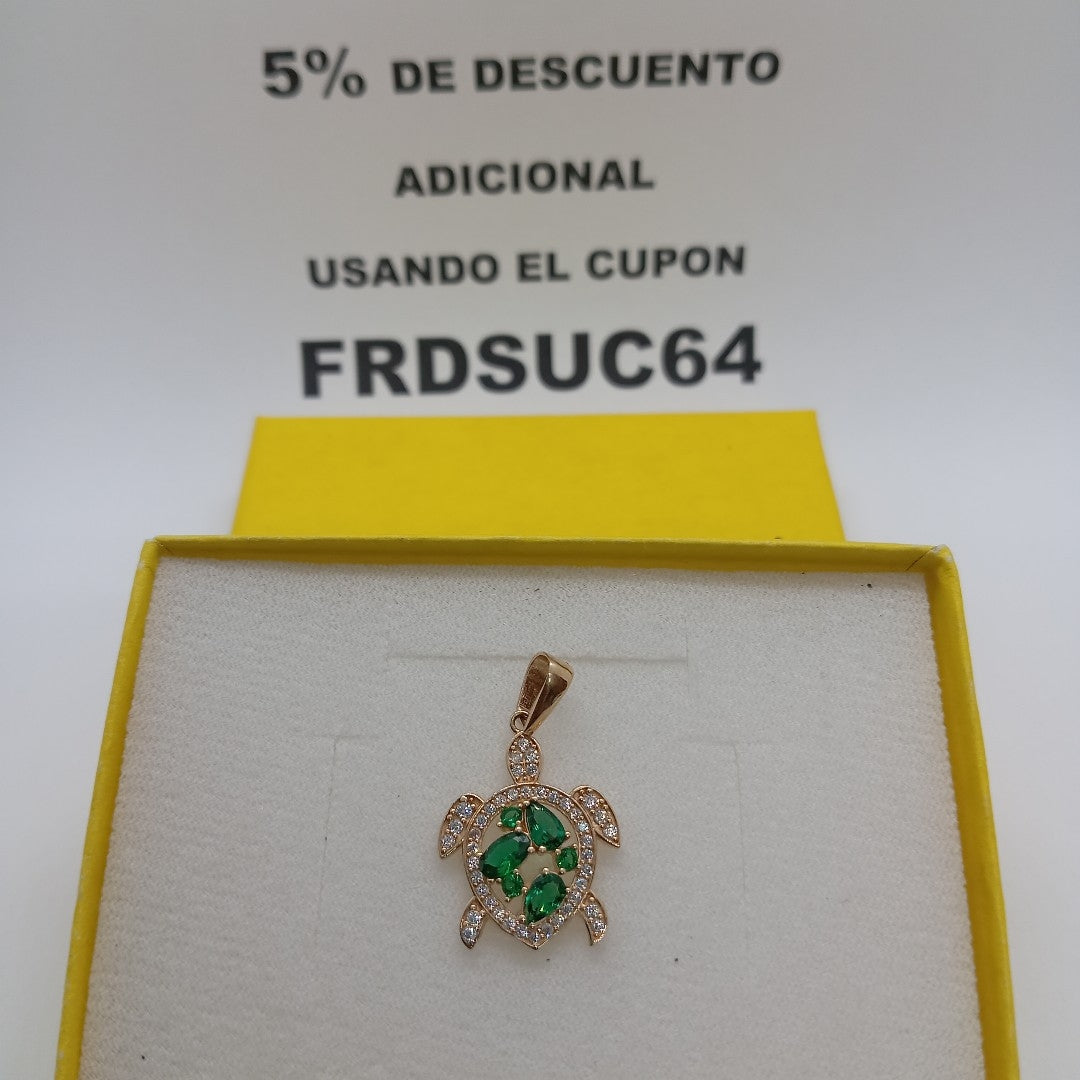 5% DE DESCUENTO
ADICIONAL
USANDO EL CUPON
FRDSUC64